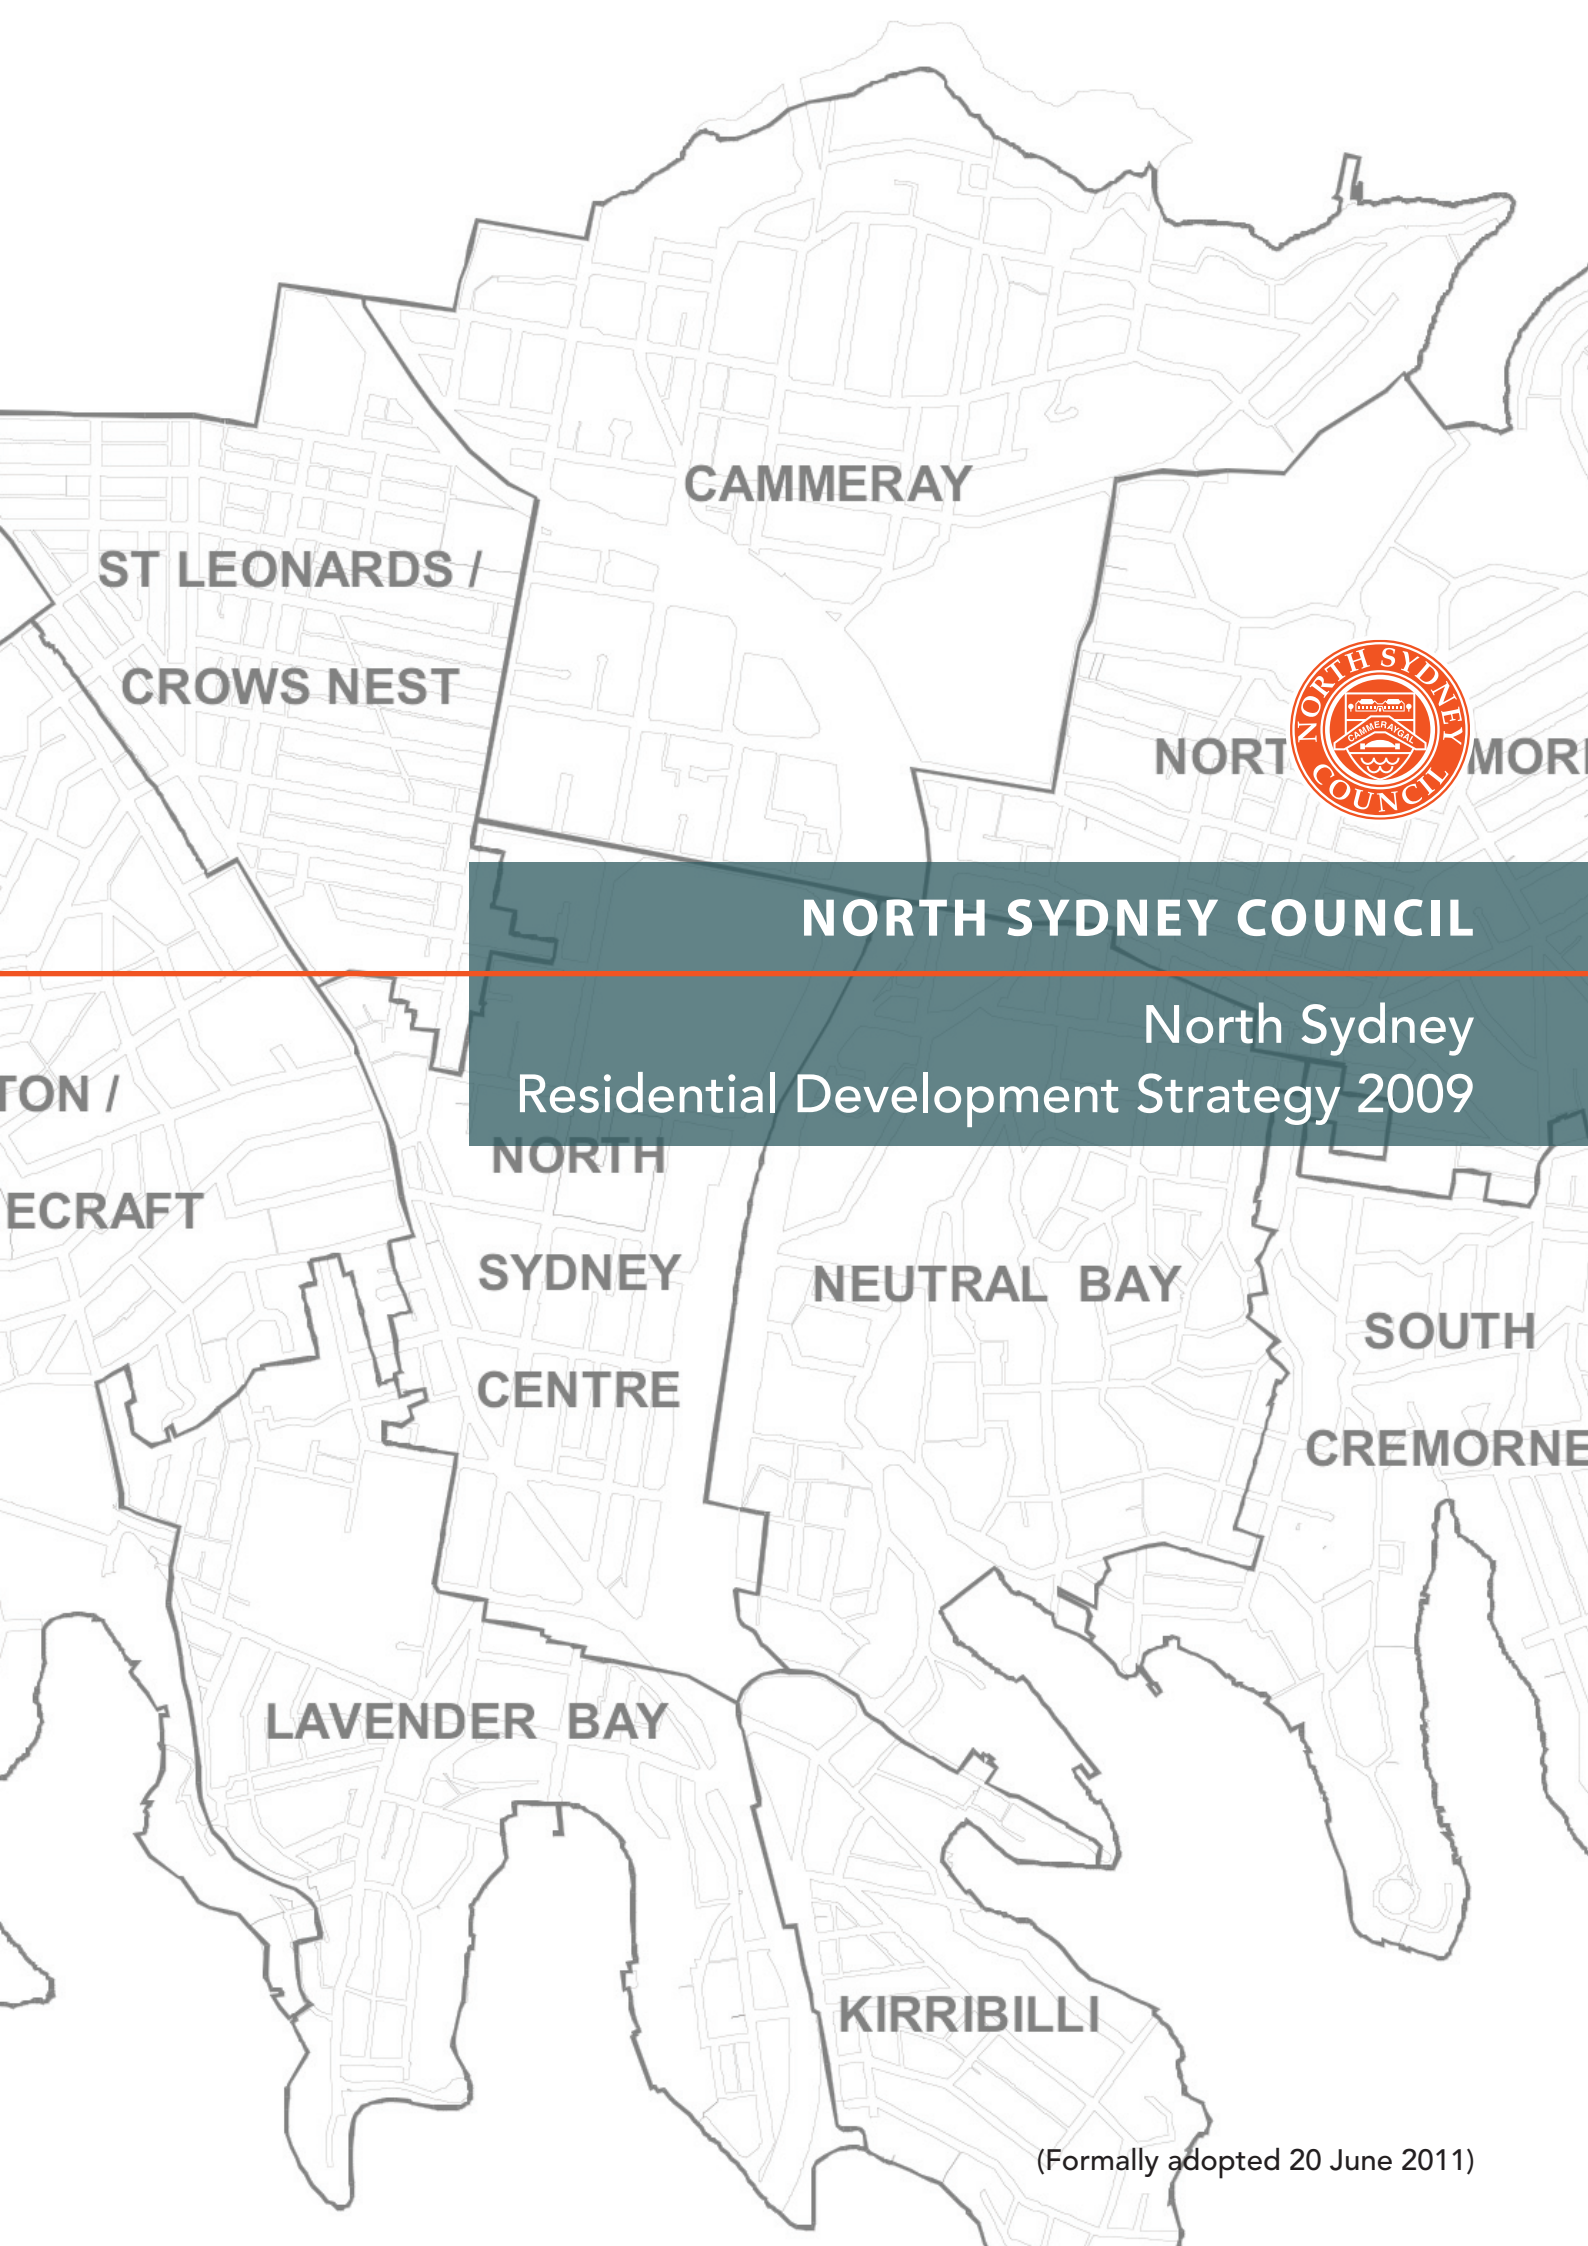 CAMMERAY
ST LEONARDS /
CROWS NEST
NORTH SYDNEY
CAMMERAYGAL
COUNCIL
NORT
MOR
NORTH SYDNEY COUNCIL
North Sydney
Residential Development Strategy 2009
TON /
ECRAFT
NORTH
SYDNEY
CENTRE
NEUTRAL BAY
SOUTH
CREMORNE
LAVENDER BAY
KIRRIBILLI
(Formally adopted 20 June 2011)